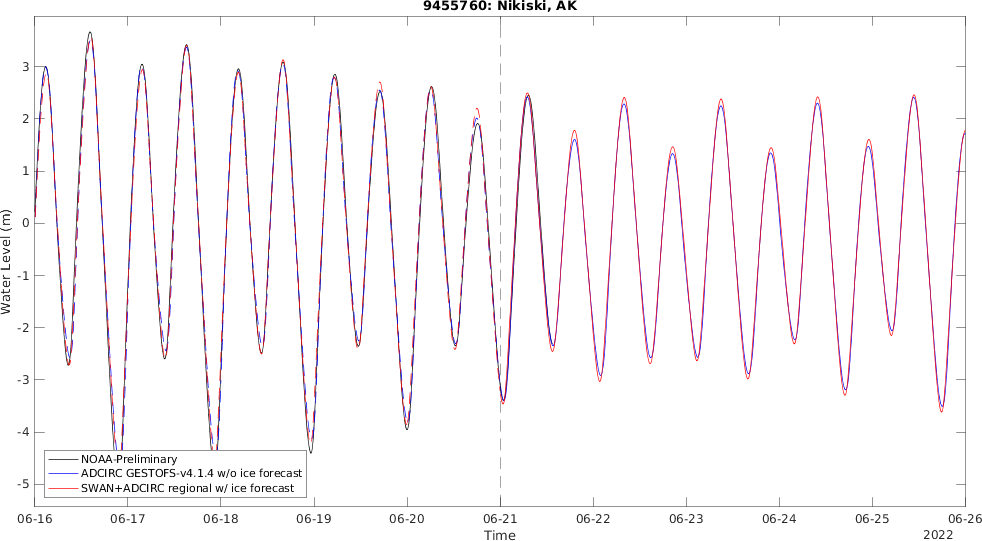 9455760: Nikiski, AK
Water Level (m)
3
2
1
0
-1
-2
-3
-4
-5
NOAA-Preliminary
ADCIRC GESTOFS-v4.1.4 w/o ice forecast
SWAN+ADCIRC regional w/ ice forecast
06-16 06-17 06-18 06-19 06-20 06-21 06-22 06-23 06-24 06-25 06-26
Time
2022